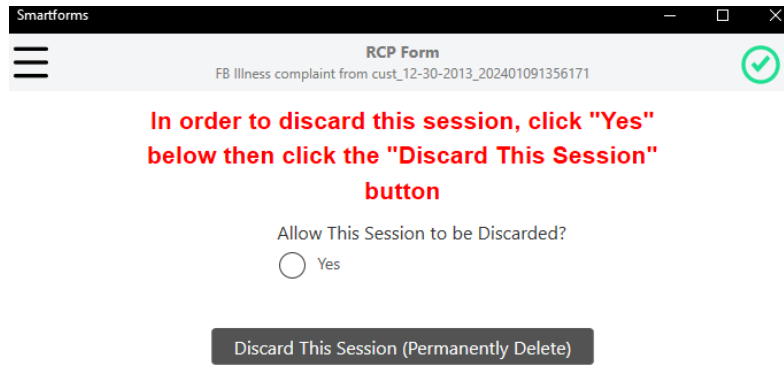 Smartforms
RCP Form
FB Illness complaint from cust_12-30-2013_202401091356171
In order to discard this session, click "Yes"
below then click the "Discard This Session"
button
Allow This Session to be Discarded?
Yes
Discard This Session (Permanently Delete)